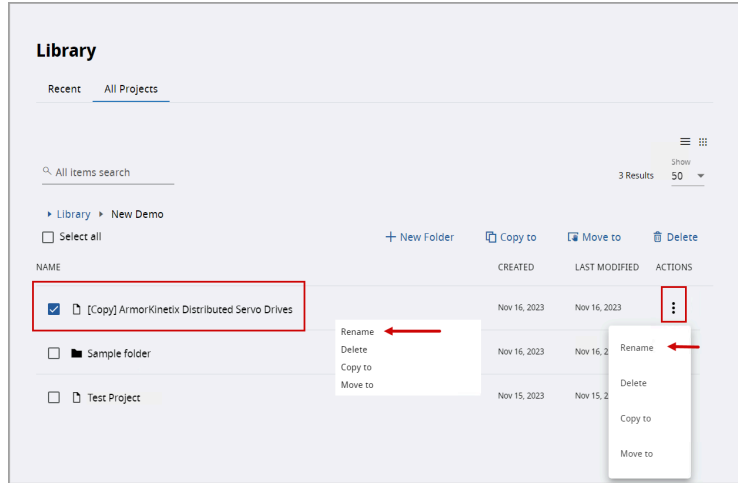 Library
Recent All Projects
Show
All items search 3 Results 50
Library New Demo
Select all New Folder Copy to Move to Delete
NAME CREATED LAST MODIFIED ACTIONS
[Copy] ArmorKinetix Distributed Servo Drives Nov 16, 2023 Nov 16, 2023
Rename
Delete
Copy to
Move to
Sample folder Nov 16, 2023 Nov 16, 2
Test Project Nov 15, 2023 Nov 15, 2
Rename
Delete
Copy to
Move to